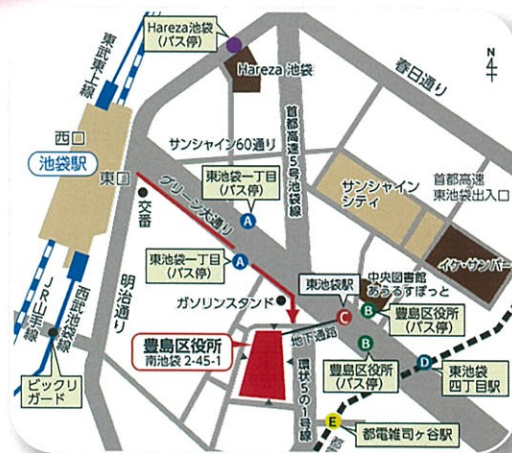 Hareza池袋
(バス停)
Hareza 池袋
東武東上線
春日通り
N
4
西口
池袋駅
東口
サンシャイン60通り
首都高速5号池袋線
東池袋一丁目
(バス停)
A
グリーン大通り
サンシャイン
シティ
首都高速
東池袋出入口
イケ・サンパーク
交番
東池袋一丁目
(バス停)
A
明治通り
ガソリンスタンド
東池袋駅
C
中央図書館
あうるすぽっと
B
豊島区役所
(バス停)
JR山手線
西武池袋線
豊島区役所
南池袋 2-45-1
地下通路
B
豊島区役所
(バス停)
D
東池袋
四丁目駅
環状5の1号線
ビックリ
ガード
E
都電雑司ヶ谷駅